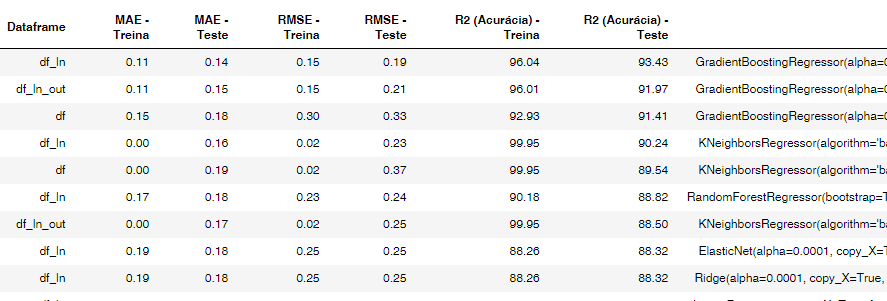 Dataframe MAE - Treina MAE - Teste RMSE - Treina RMSE - Teste R2 (Acurácia) - Treina R2 (Acurácia) - Teste
df_ln 0.11 0.14 0.15 0.19 96.04 93.43 GradientBoostingRegressor(alpha=0
df_ln_out 0.11 0.15 0.15 0.21 96.01 91.97 GradientBoostingRegressor(alpha=0
df 0.15 0.18 0.30 0.33 92.93 91.41 GradientBoostingRegressor(alpha=0
df_ln 0.00 0.16 0.02 0.23 99.95 90.24 KNeighborsRegressor(algorithm='ba
df 0.00 0.19 0.02 0.37 99.95 89.54 KNeighborsRegressor(algorithm='ba
df_ln 0.17 0.18 0.23 0.24 90.18 88.82 RandomForestRegressor(bootstrap=T
df_ln_out 0.00 0.17 0.02 0.25 99.95 88.50 KNeighborsRegressor(algorithm='ba
df_ln 0.19 0.18 0.25 0.25 88.26 88.32 ElasticNet(alpha=0.0001, copy_X=T
df_ln 0.19 0.18 0.25 0.25 88.26 88.32 Ridge(alpha=0.0001, copy_X=True,